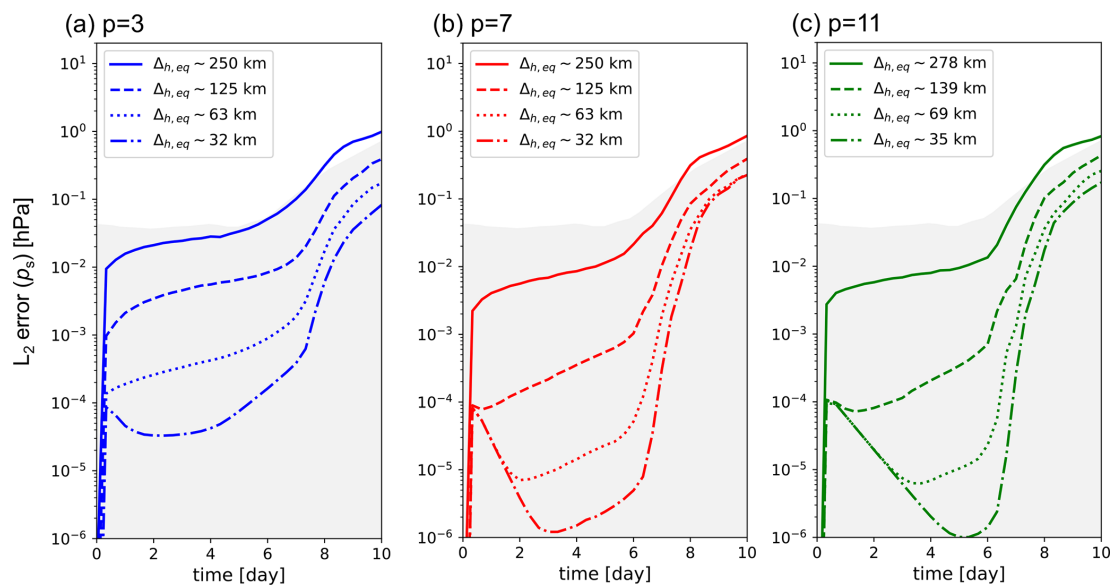 (a) p=3
(b) p=7
(c) p=11
L₂ error (pₛ) [hPa]
Δₕ,ₑq ~ 250 km
Δₕ,ₑq ~ 125 km
Δₕ,ₑq ~ 63 km
Δₕ,ₑq ~ 32 km
10¹
10⁰
10⁻¹
10⁻²
10⁻³
10⁻⁴
10⁻⁵
10⁻⁶
0 2 4 6 8 10
time [day]
Δₕ,ₑq ~ 250 km
Δₕ,ₑq ~ 125 km
Δₕ,ₑq ~ 63 km
Δₕ,ₑq ~ 32 km
10¹
10⁰
10⁻¹
10⁻²
10⁻³
10⁻⁴
10⁻⁵
10⁻⁶
0 2 4 6 8 10
time [day]
Δₕ,ₑq ~ 278 km
Δₕ,ₑq ~ 139 km
Δₕ,ₑq ~ 69 km
Δₕ,ₑq ~ 35 km
10¹
10⁰
10⁻¹
10⁻²
10⁻³
10⁻⁴
10⁻⁵
10⁻⁶
0 2 4 6 8 10
time [day]